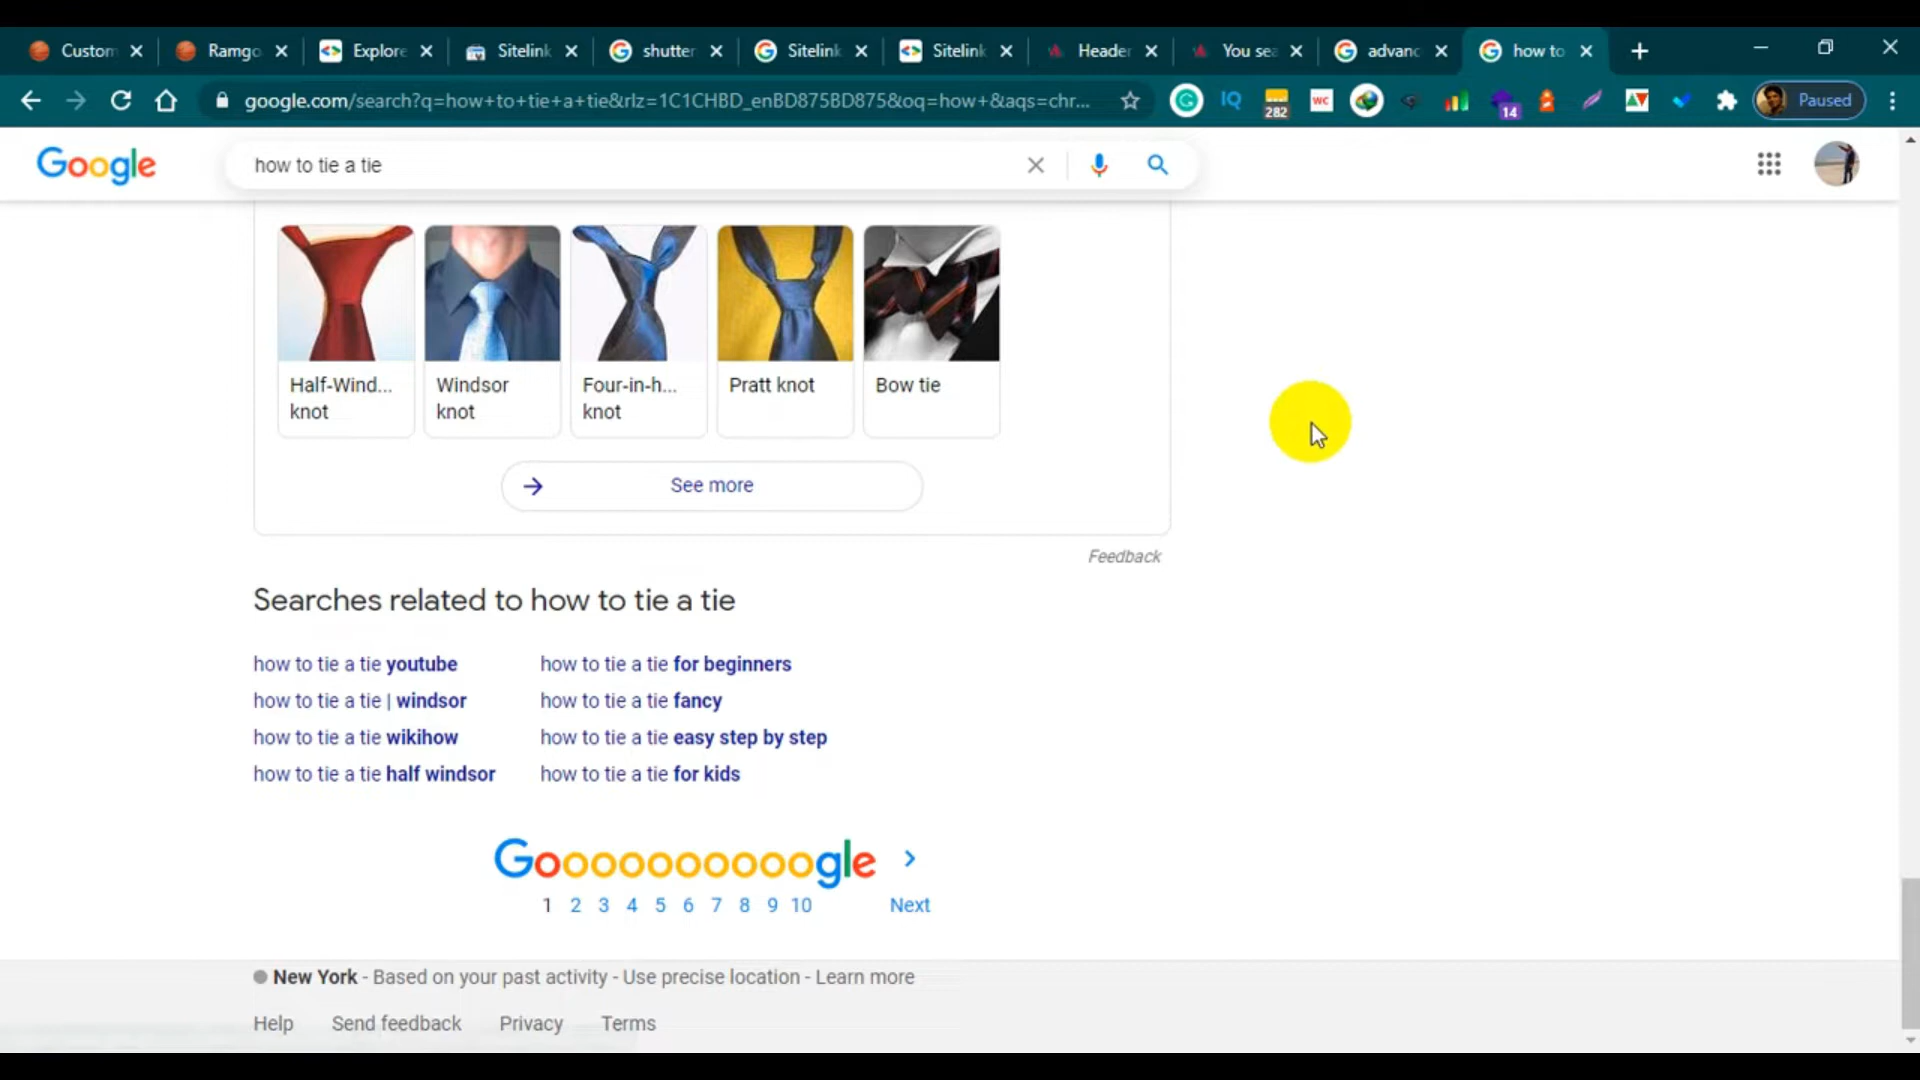 Custom Ramgo Explore Sitelink shutter Sitelink Sitelink Header You sea advanc how to
google.com/search?q=how+to+tie+a+tie&rlz=1C1CHBD_enBD875BD875&oq=how+&aqs=chr... IQ 282 WC 14 Paused
Google how to tie a tie
Half-Wind... knot
Windsor knot
Four-in-h... knot
Pratt knot
Bow tie
See more
Feedback
Searches related to how to tie a tie
how to tie a tie youtube how to tie a tie for beginners
how to tie a tie | windsor how to tie a tie fancy
how to tie a tie wikihow how to tie a tie easy step by step
how to tie a tie half windsor how to tie a tie for kids
Goooooooooogle
1 2 3 4 5 6 7 8 9 10 Next
New York - Based on your past activity - Use precise location - Learn more
Help Send feedback Privacy Terms